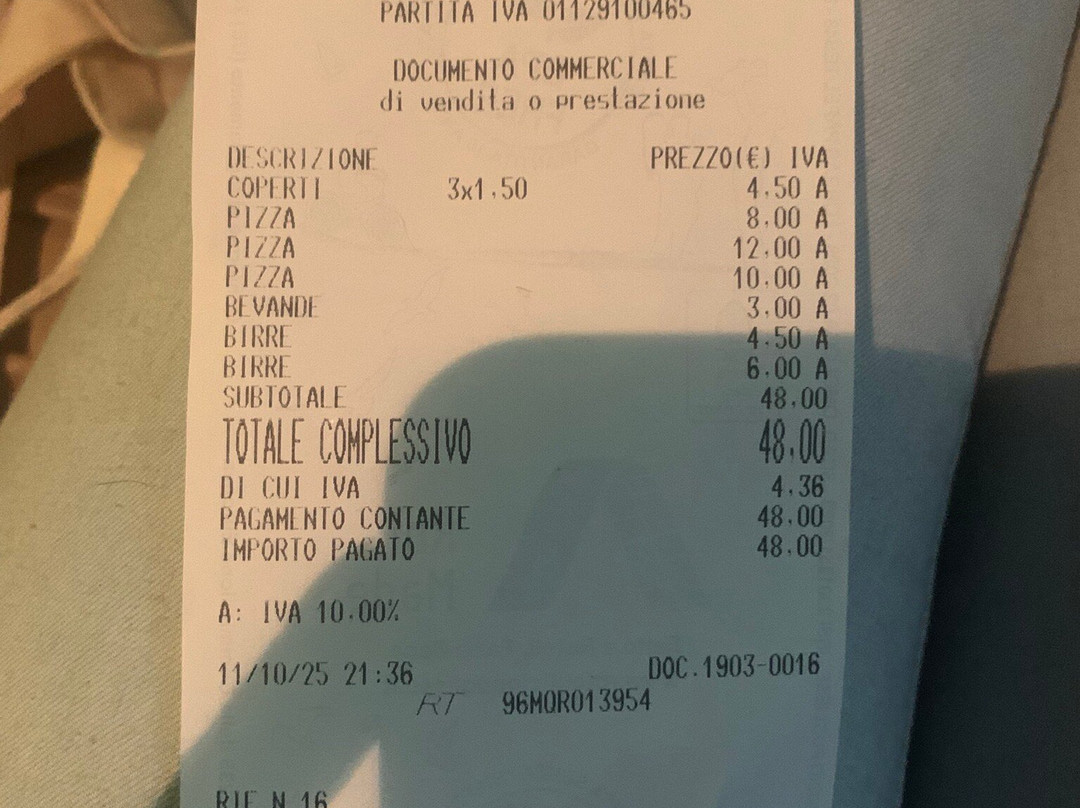 PARTITA IVA 01129100465
DOCUMENTO COMMERCIALE
di vendita o prestazione
DESCRIZIONE PREZZO(€) IVA
COPERTI 3x1,50 4,50 A
PIZZA 8,00 A
PIZZA 12,00 A
PIZZA 10,00 A
BEVANDE 3,00 A
BIRRE 4,50 A
BIRRE 6,00 A
SUBTOTALE 48,00
TOTALE COMPLESSIVO 48,00
DI CUI IVA 4,36
PAGAMENTO CONTANTE 48,00
IMPORTO PAGATO 48,00
A: IVA 10,00%
11/10/25 21:36 DOC.1903-0016
RT 96MQR013954
RIF N 16